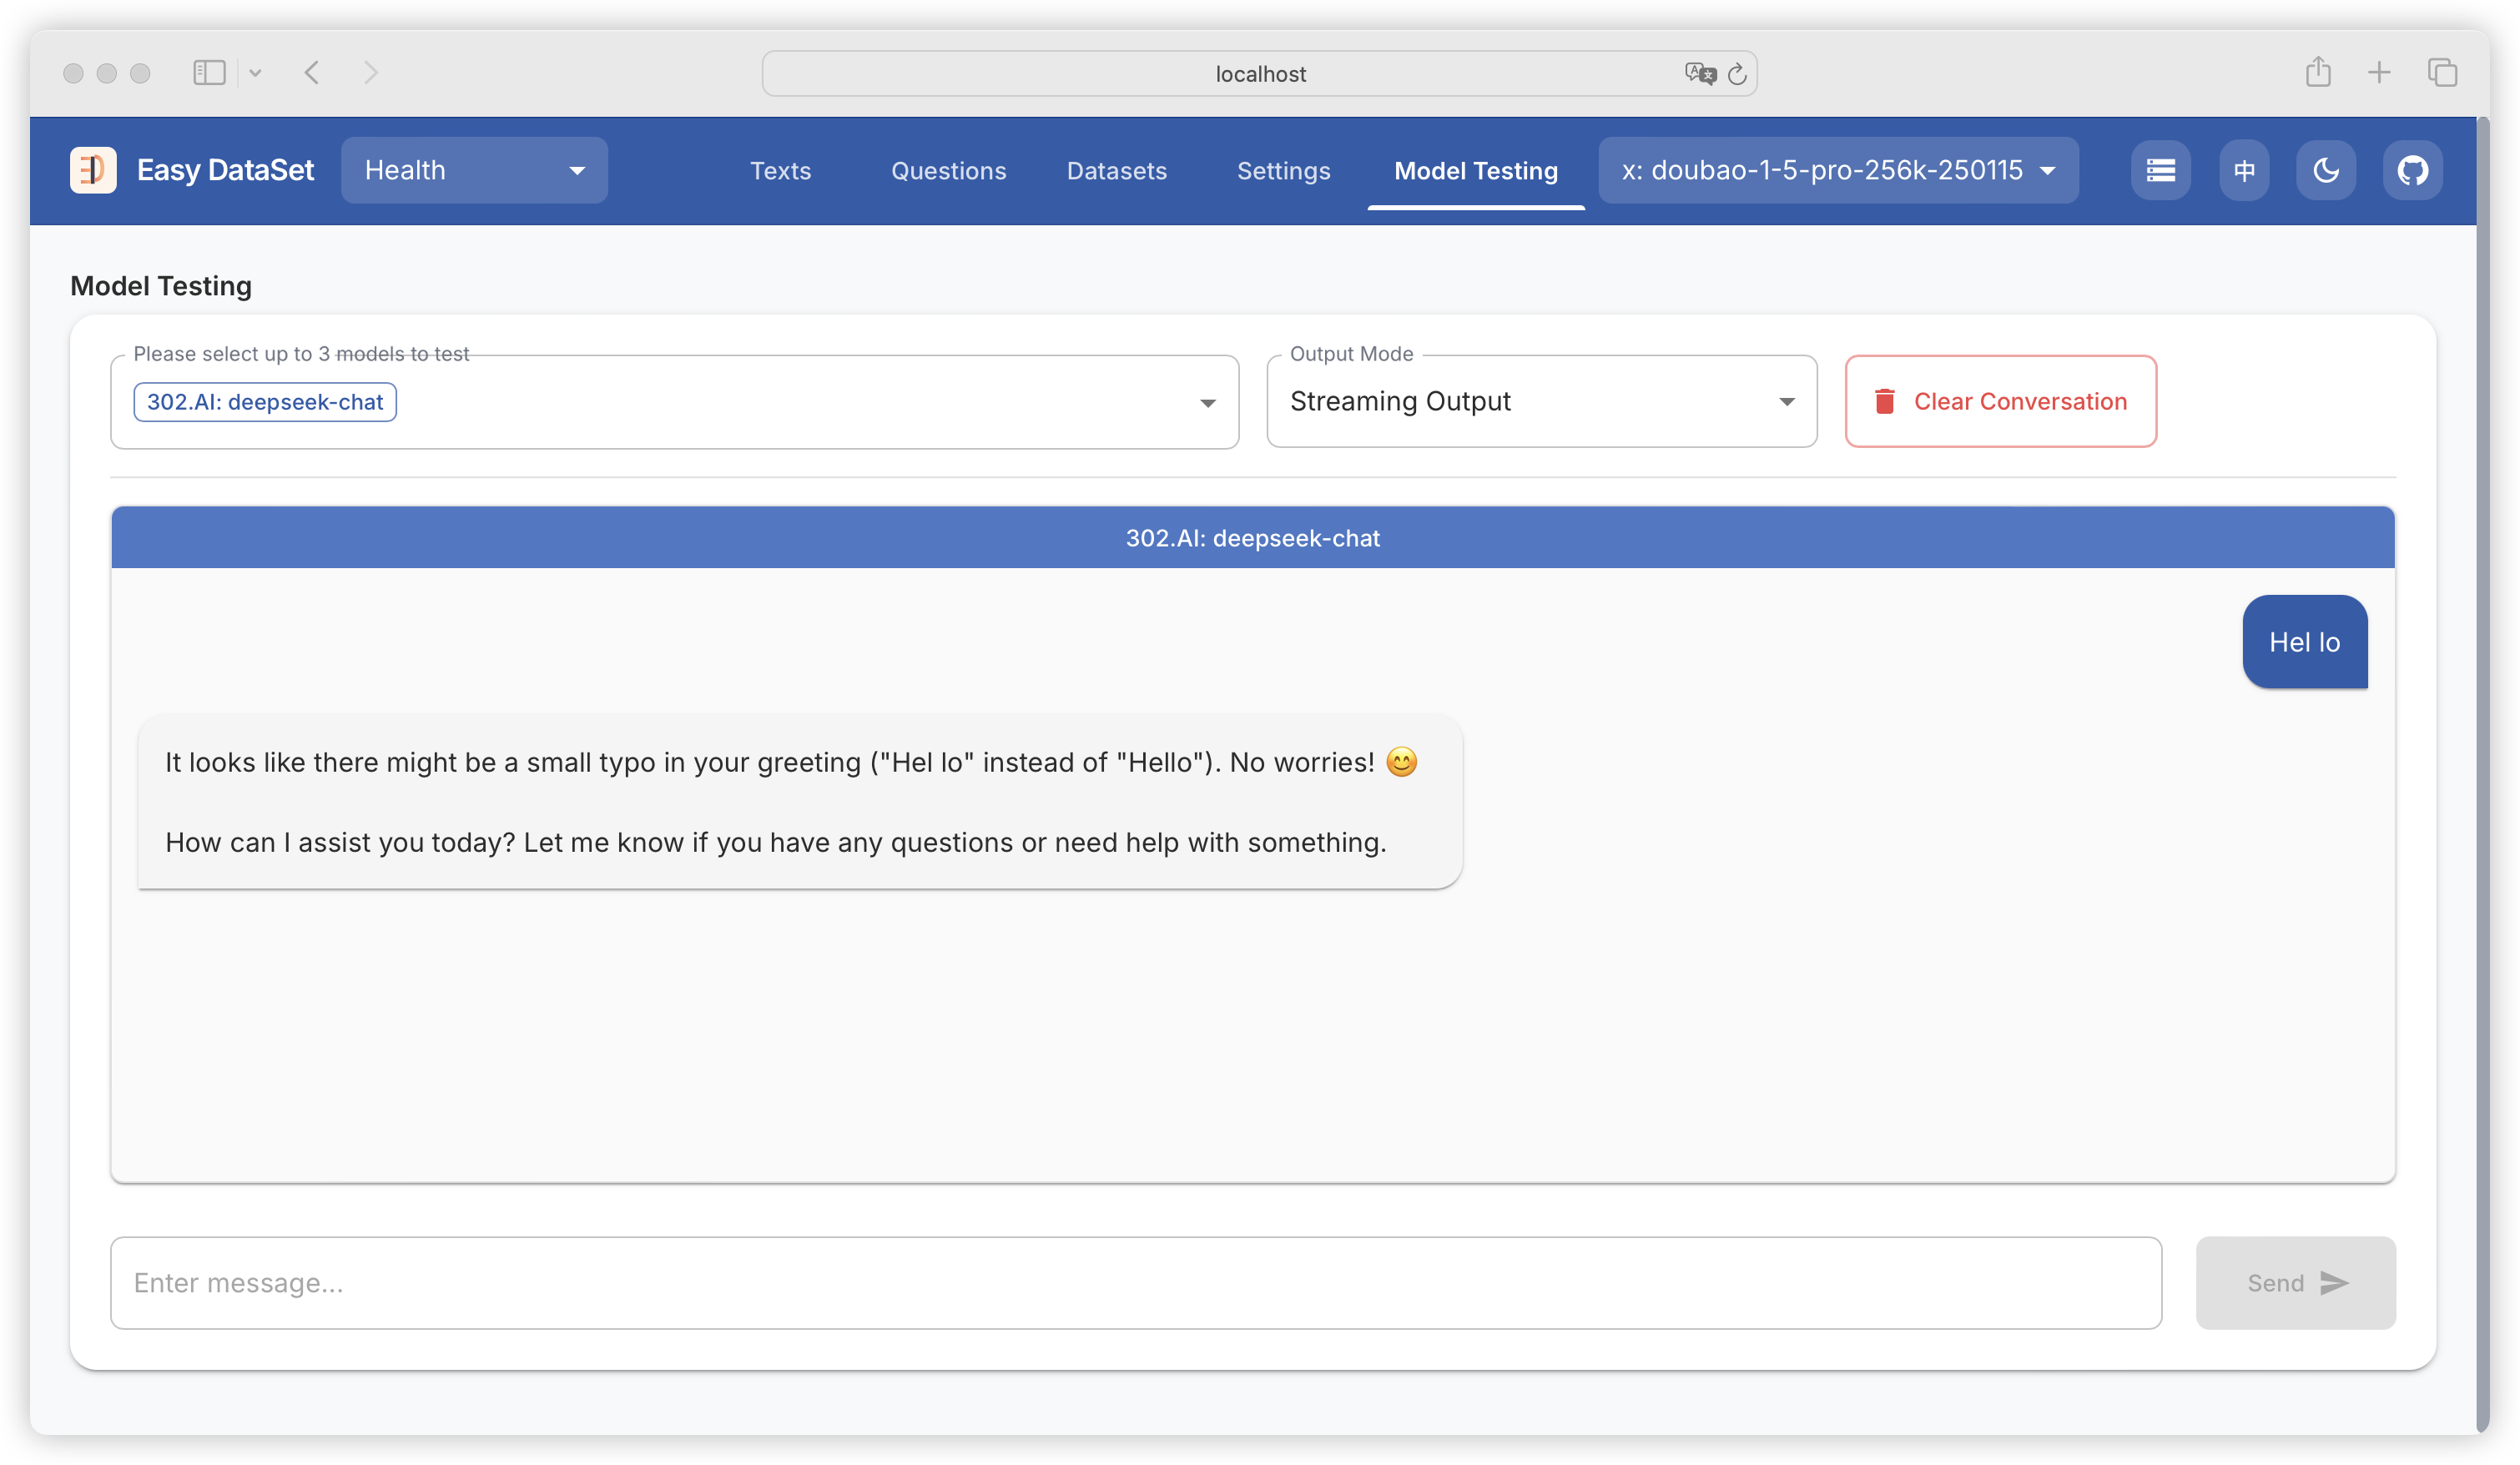 localhost
Easy DataSet
Health
Texts
Questions
Datasets
Settings
Model Testing
x: doubao-1-5-pro-256k-250115
中
Model Testing
Please select up to 3 models to test
302.AI: deepseek-chat
Output Mode
Streaming Output
Clear Conversation
302.AI: deepseek-chat
Hel lo
It looks like there might be a small typo in your greeting ("Hel lo" instead of "Hello"). No worries! 😊
How can I assist you today? Let me know if you have any questions or need help with something.
Enter message...
Send